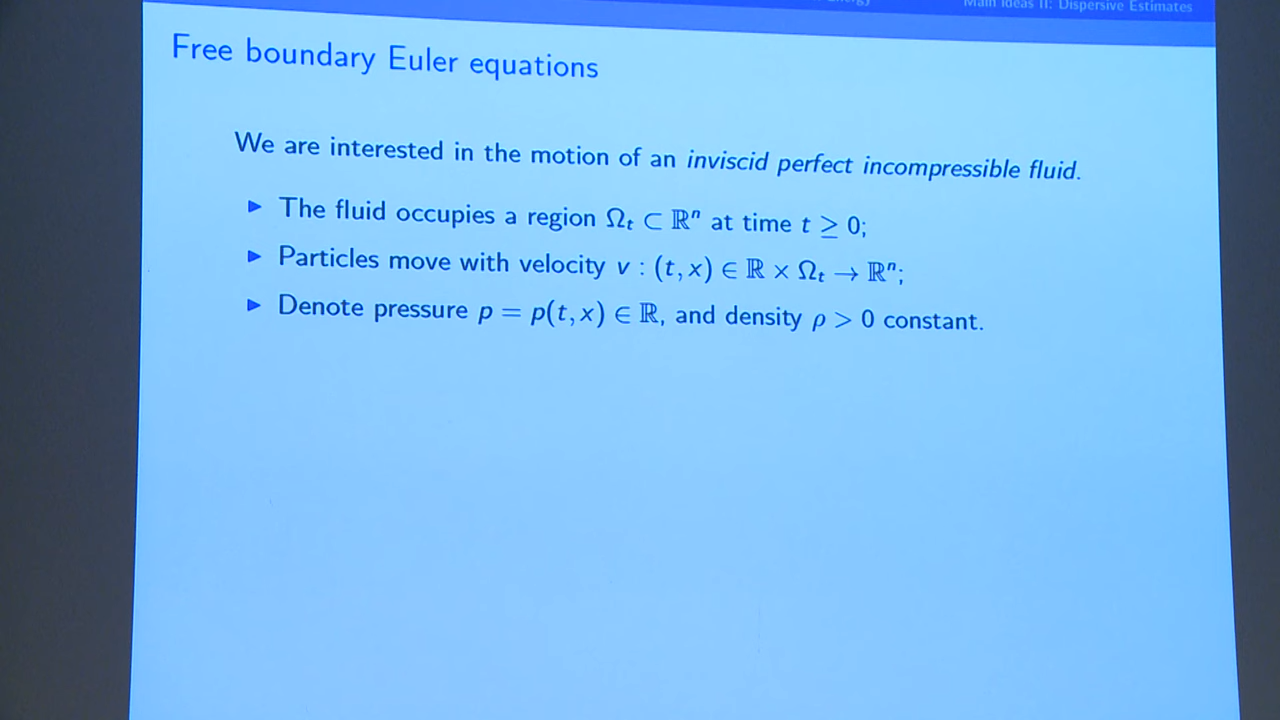 Main Ideas II: Dispersive Estimates
Free boundary Euler equations
We are interested in the motion of an inviscid perfect incompressible fluid.
▶ The fluid occupies a region Ωₜ ⊂ ℝⁿ at time t ≥ 0;
▶ Particles move with velocity v : (t, x) ∈ ℝ × Ωₜ → ℝⁿ;
▶ Denote pressure p = p(t, x) ∈ ℝ, and density ρ > 0 constant.